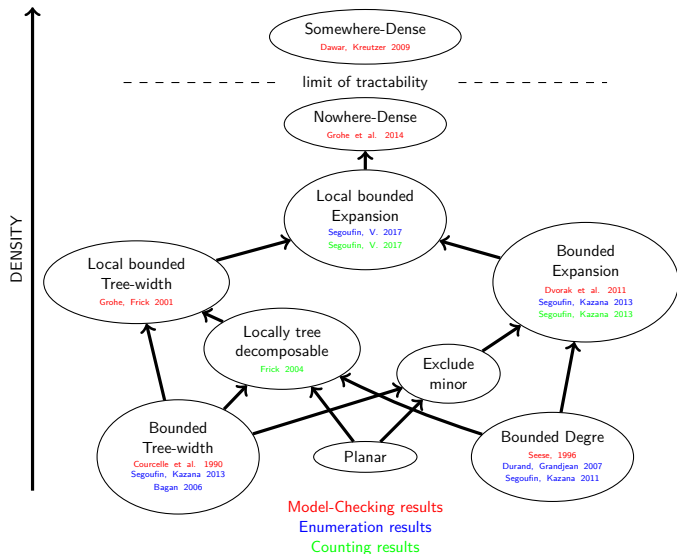 Somewhere-Dense
Dawar, Kreutzer 2009
limit of tractability
Nowhere-Dense
Grohe et al. 2014
Local bounded
Expansion
Segoufin, V. 2017
Segoufin, V. 2017
DENSITY
Local bounded
Tree-width
Grohe, Frick 2001
Bounded
Expansion
Dvorak et al. 2011
Segoufin, Kazana 2013
Segoufin, Kazana 2013
Locally tree
decomposable
Frick 2004
Exclude
minor
Bounded
Tree-width
Courcelle et al. 1990
Segoufin, Kazana 2013
Bagan 2006
Planar
Bounded Degre
Seese, 1996
Durand, Grandjean 2007
Segoufin, Kazana 2011
Model-Checking results
Enumeration results
Counting results